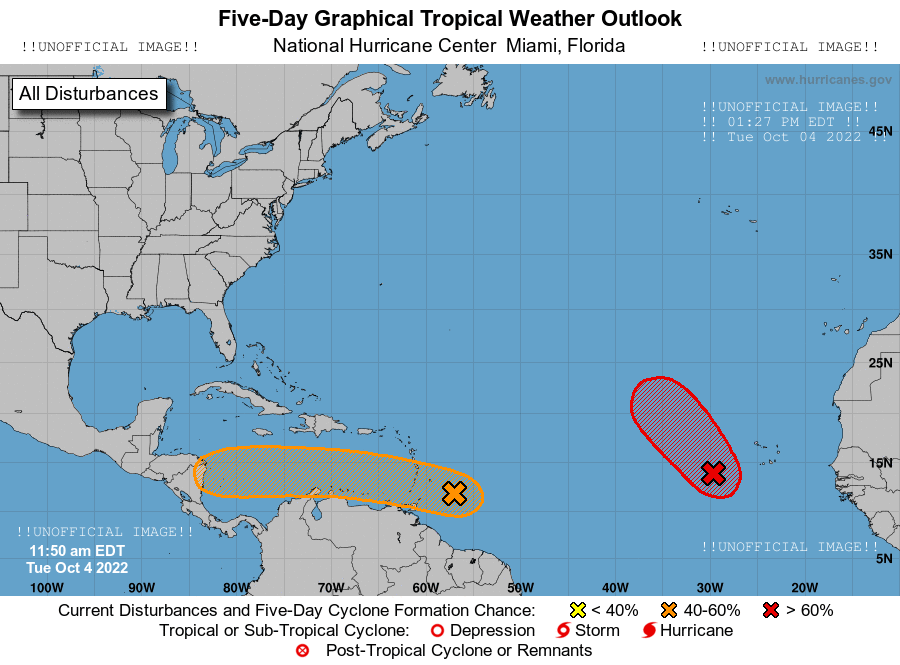 Five-Day Graphical Tropical Weather Outlook
!!UNOFFICIAL IMAGE!! National Hurricane Center Miami, Florida !!UNOFFICIAL IMAGE!!
www.hurricanes.gov
All Disturbances
!!UNOFFICIAL IMAGE!!
!! 01:27 PM EDT !!
!! Tue Oct 04 2022 !!
45N
35N
25N
15N
!!UNOFFICIAL IMAGE!!
11:50 am EDT
!!UNOFFICIAL IMAGE!!
5N
Tue Oct 4 2022
100W 90W 80W 70W 60W 50W 40W 30W 20W
Current Disturbances and Five-Day Cyclone Formation Chance: < 40% 40-60% > 60%
Tropical or Sub-Tropical Cyclone: Depression Storm Hurricane
Post-Tropical Cyclone or Remnants